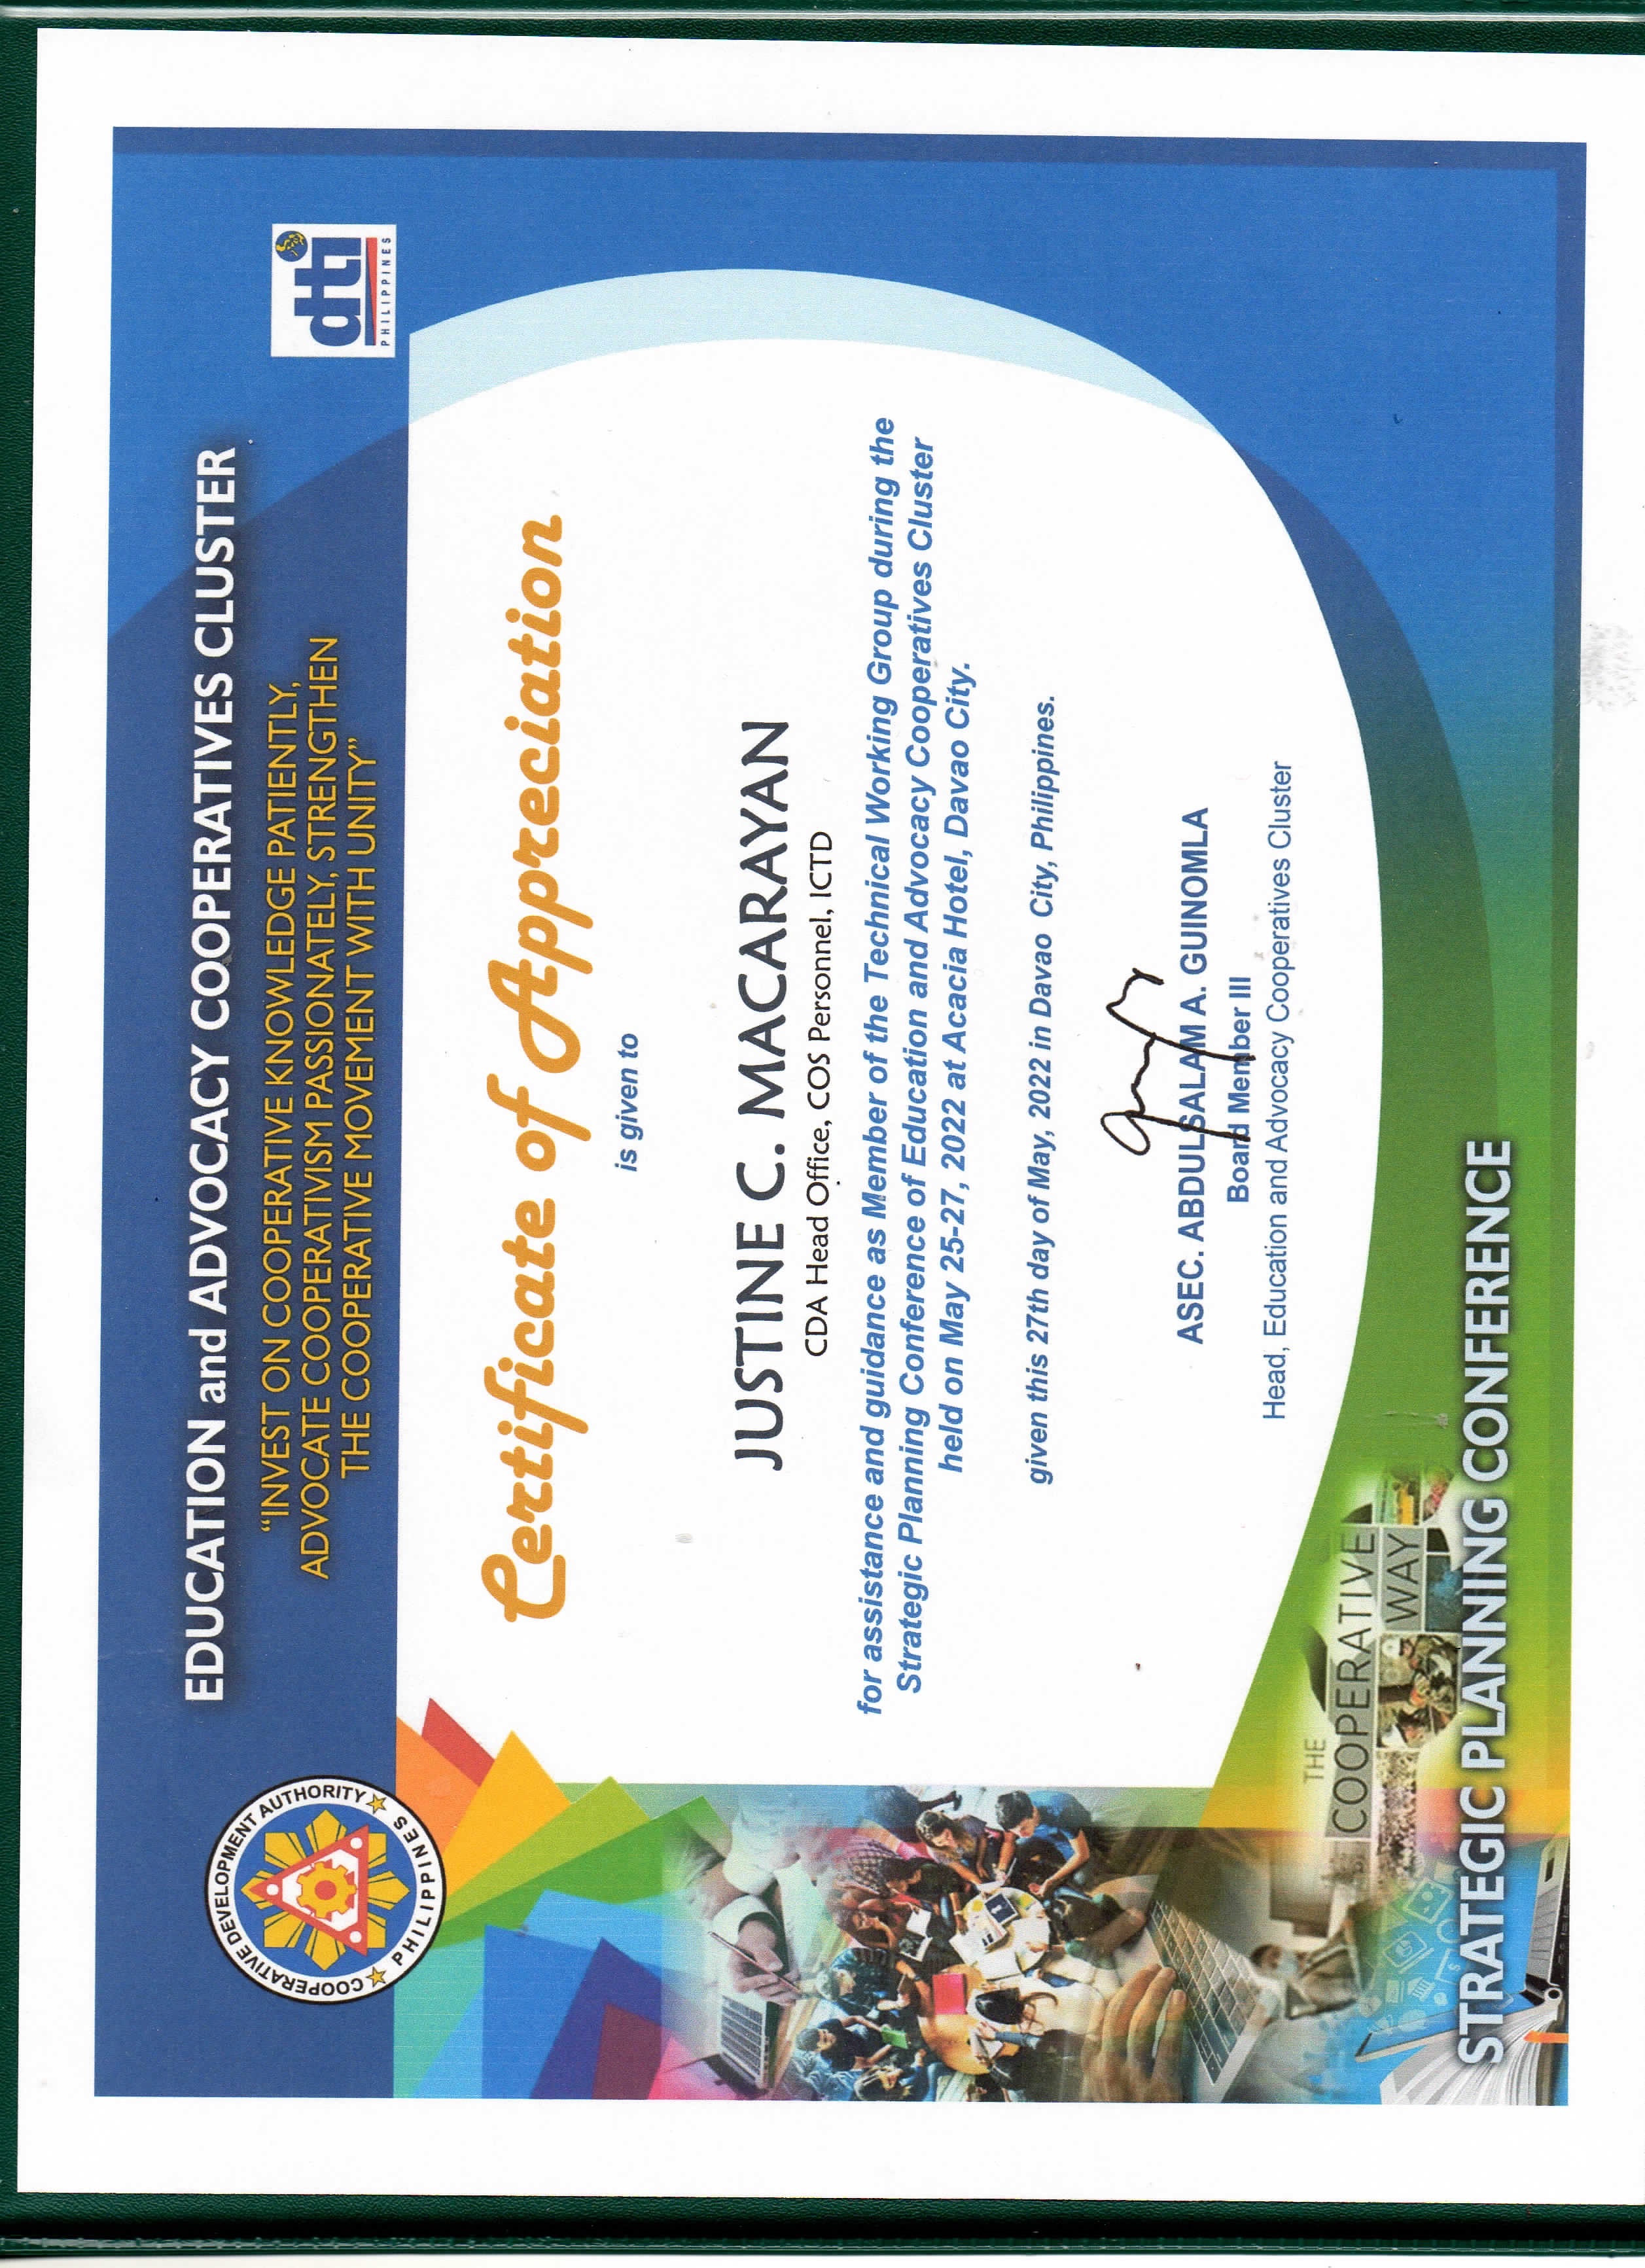 EDUCATION and ADVOCACY COOPERATIVES CLUSTER
"INVEST ON COOPERATIVE KNOWLEDGE PATIENTLY,
ADVOCATE COOPERATIVISM PASSIONATELY, STRENGTHEN
THE COOPERATIVE MOVEMENT WITH UNITY"
COOPERATIVE DEVELOPMENT AUTHORITY
PHILIPPINES
dti
PHILIPPINES
Certificate of Appreciation
is given to
JUSTINE C. MACARAYAN
CDA Head Office, COS Personnel, ICTD
for assistance and guidance as Member of the Technical Working Group during the
Strategic Planning Conference of Education and Advocacy Cooperatives Cluster
held on May 25-27, 2022 at Acacia Hotel, Davao City.
given this 27th day of May, 2022 in Davao City, Philippines.
ASEC. ABDULSALAM A. GUINOMLA
Board Member III
Head, Education and Advocacy Cooperatives Cluster
THE
COOPERATIVE
WAY
STRATEGIC PLANNING CONFERENCE